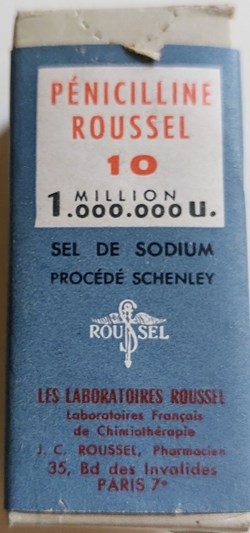 PÉNICILLINE
ROUSSEL
10
MILLION
1.000.000 U.
SEL DE SODIUM
PROCÉDÉ SCHENLEY
ROUSSEL
LES LABORATOIRES ROUSSEL
Laboratoires Français
de Chimiothérapie
J. C. ROUSSEL, Pharmacien
35, Bd des Invalides
PARIS 7e